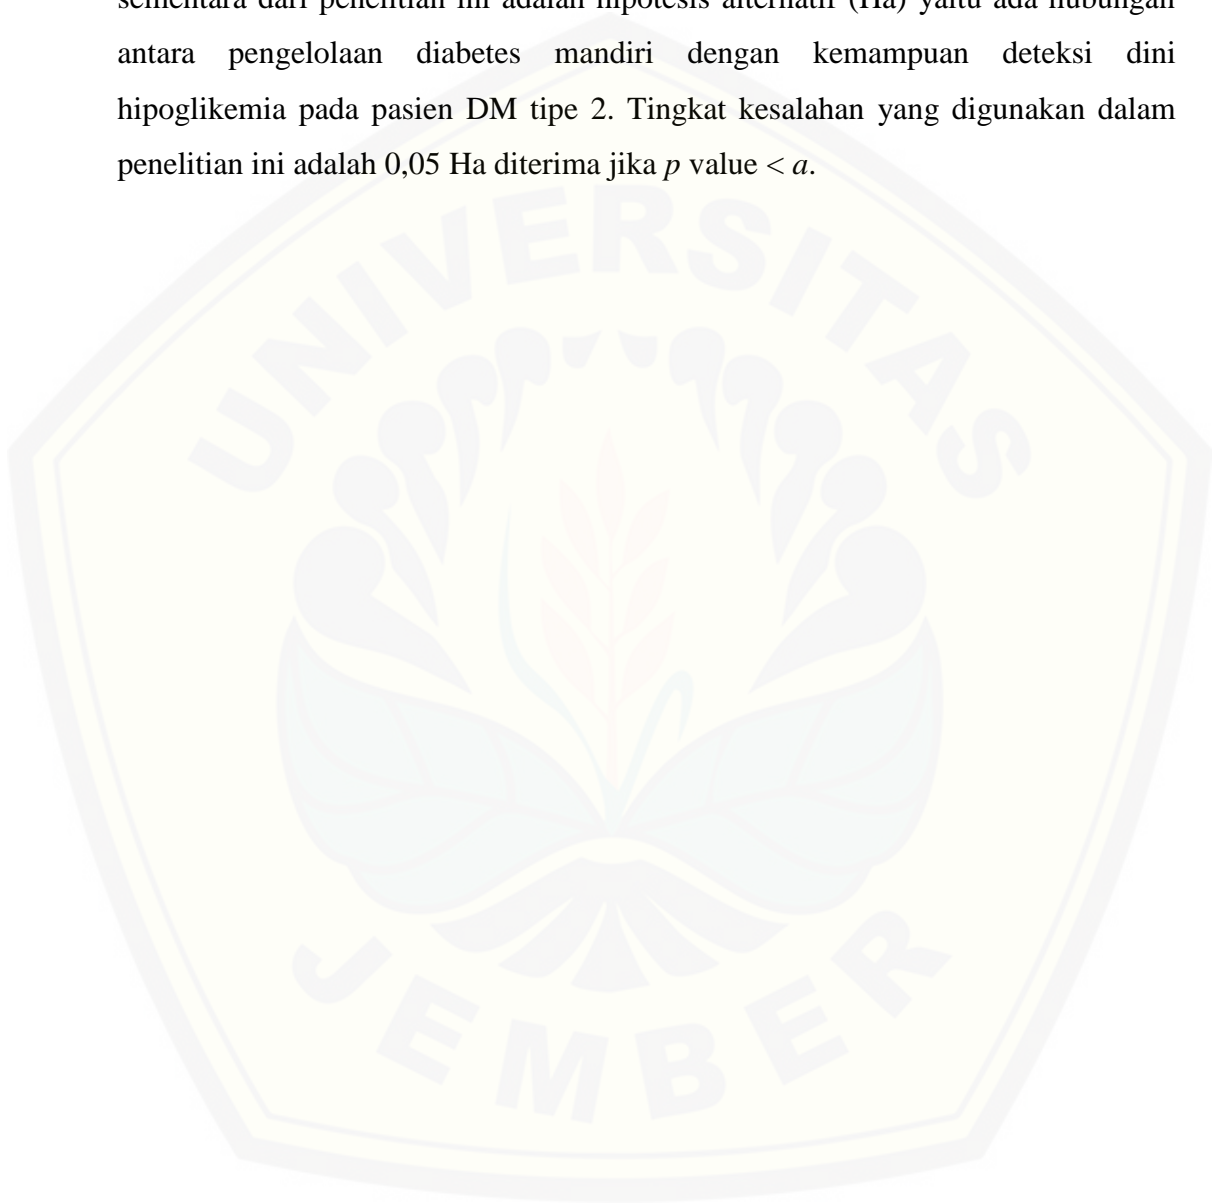 sementara dari penelitian ini adalah hipotesis alternatif (Ha) yaitu ada hubungan
antara pengelolaan diabetes mandiri dengan kemampuan deteksi dini
hipoglikemia pada pasien DM tipe 2. Tingkat kesalahan yang digunakan dalam
penelitian ini adalah 0,05 Ha diterima jika p value < a.
UNIVERSITAS
JEMBER